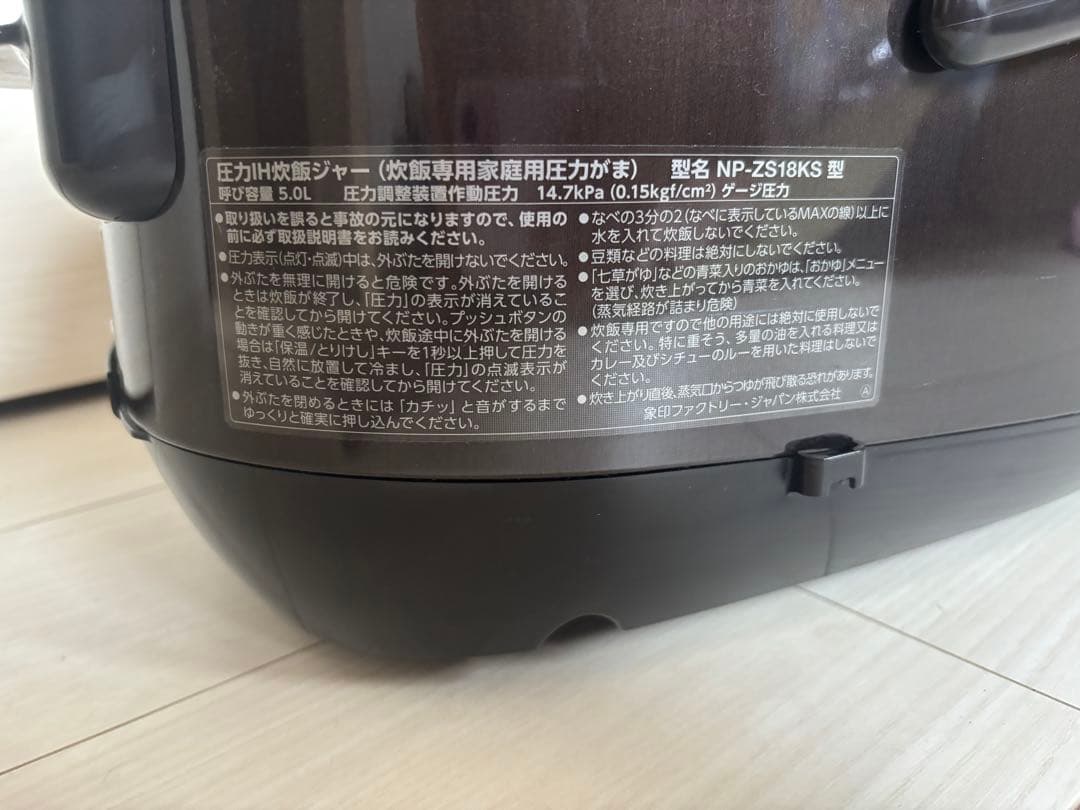 圧力IH炊飯ジャー(炊飯専用家庭用圧力がま) 型名 NP-ZS18KS 型
呼び容量 5.0L 圧力調整装置作動圧力 14.7kPa (0.15kgf/cm²) ゲージ圧力
●取り扱いを誤ると事故の元になりますので、使用の
前に必ず取扱説明書をお読みください。
●圧力表示(点灯・点滅)中は、外ぶたを開けないでください。
●外ぶたを無理に開けると危険です。外ぶたを開ける
ときは炊飯が終了し、「圧力」の表示が消えているこ
とを確認してから開けてください。プッシュボタンの
動きが重く感じたときや、炊飯途中に外ぶたを開ける
場合は「保温/とりけし」キーを1秒以上押して圧力を
抜き、自然に放置して冷まし、「圧力」の点滅表示が
消えていることを確認してから開けてください。
●外ぶたを閉めるときには「カチッ」と音がするまで
ゆっくりと確実に押し込んでください。
●なべの3分の2(なべに表示しているMAXの線)以上に
水を入れて炊飯しないでください。
●豆類などの料理は絶対にしないでください。
●「七草がゆ」などの青菜入りのおかゆは、「おかゆ」メニュー
を選び、炊き上がってから青菜を入れてください。
(蒸気経路が詰まり危険)
●炊飯専用ですので他の用途には絶対に使用しないで
ください。特に重そう、多量の油を入れる料理又は
カレー及びシチューのルーを用いた料理はしないで
ください。
●炊き上がり直後、蒸気口からつゆが飛び散る恐れがあります。
象印ファクトリー・ジャパン株式会社 Ⓐ